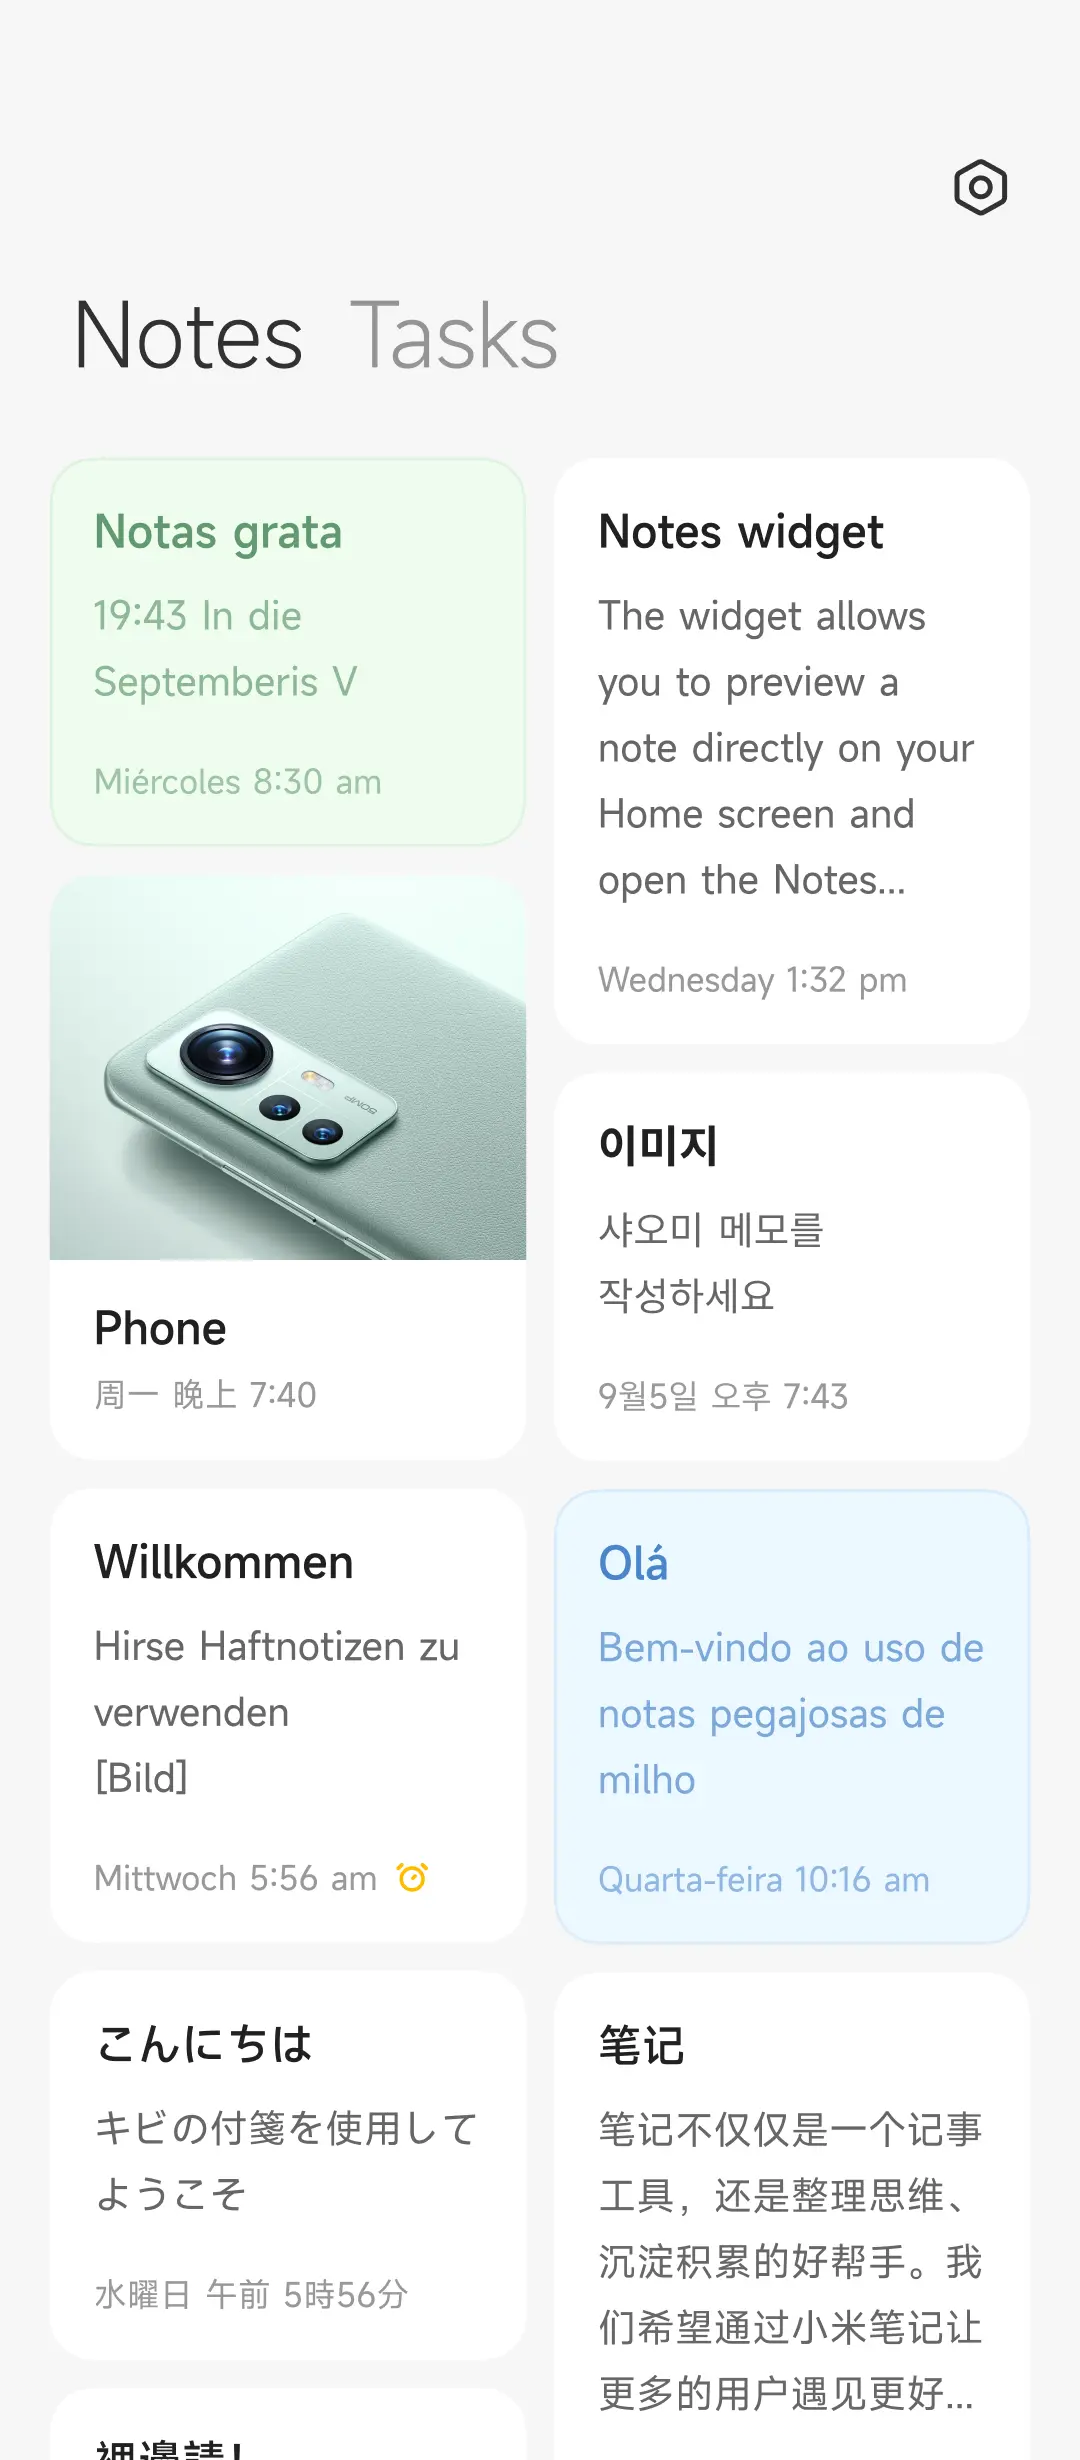 Notes Tasks
Notas grata
19:43 In die
Septemberis V
Miércoles 8:30 am
Notes widget
The widget allows
you to preview a
note directly on your
Home screen and
open the Notes...
Wednesday 1:32 pm
50MP
Phone
周一 晚上 7:40
이미지
샤오미 메모를
작성하세요
9월5일 오후 7:43
Willkommen
Hirse Haftnotizen zu
verwenden
[Bild]
Mittwoch 5:56 am
Olá
Bem-vindo ao uso de
notas pegajosas de
milho
Quarta-feira 10:16 am
こんにちは
キビの付箋を使用して
ようこそ
水曜日 午前 5時56分
笔记
笔记不仅仅是一个记事
工具，还是整理思维、
沉淀积累的好帮手。我
们希望通过小米笔记让
更多的用户遇见更好...
裡邊請!